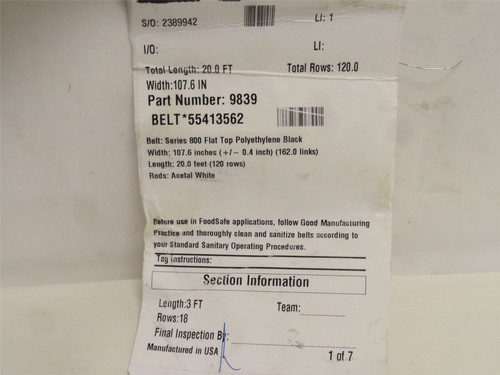 S/O: 2389942 LI: 1
I/O: LI:
Total Length: 20.0 FT Total Rows: 120.0
Width:107.6 IN
Part Number: 9839
BELT*55413562
Belt: Series 800 Flat Top Polyethylene Black
Width: 107.6 inches (+/- 0.4 inch) (162.0 links)
Length: 20.0 feet (120 rows)
Rods: Acetal White
Before use in FoodSafe applications, follow Good Manufacturing
Practice and thoroughly clean and sanitize belts according to
your Standard Sanitary Operating Procedures.
Tag Instructions:
Section Information
Length:3 FT Team:
Rows:18
Final Inspection By:
Manufactured in USA 1 of 7